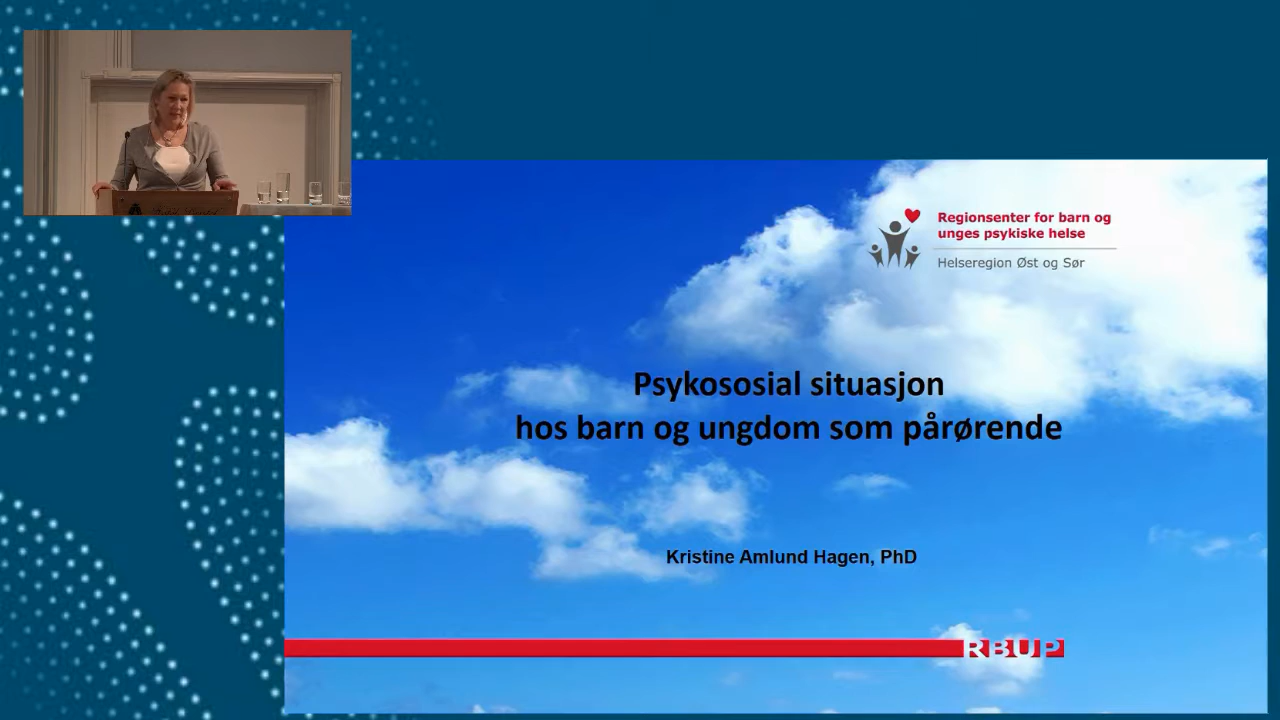 Regionsenter for barn og
unges psykiske helse
Helseregion Øst og Sør
Psykososial situasjon
hos barn og ungdom som pårørende
Kristine Amlund Hagen, PhD
RBUP